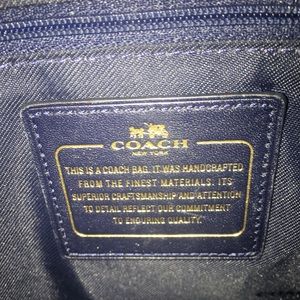 COACH
NEW YORK
THIS IS A COACH BAG. IT WAS HANDCRAFTED
FROM THE FINEST MATERIALS. ITS
SUPERIOR CRAFTSMANSHIP AND ATTENTION
TO DETAIL REFLECT OUR COMMITMENT
TO ENDURING QUALITY.